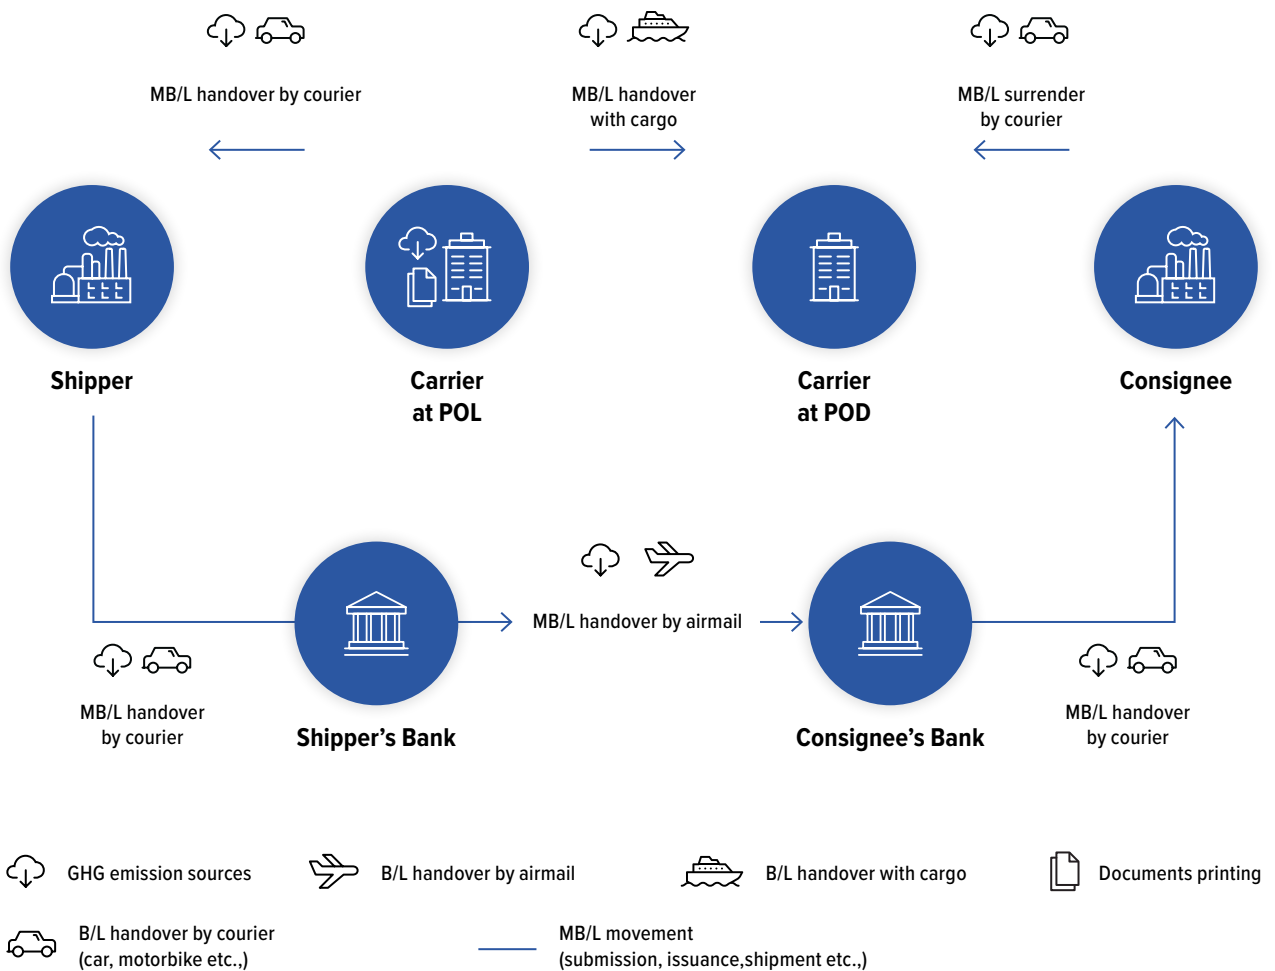 MB/L handover by courier
MB/L handover
with cargo
MB/L surrender
by courier
Shipper
Carrier
at POL
Carrier
at POD
Consignee
MB/L handover by airmail
MB/L handover
by courier
Shipper’s Bank
Consignee’s Bank
MB/L handover
by courier
GHG emission sources
B/L handover by airmail
B/L handover with cargo
Documents printing
B/L handover by courier
(car, motorbike etc.,)
MB/L movement
(submission, issuance,shipment etc.,)